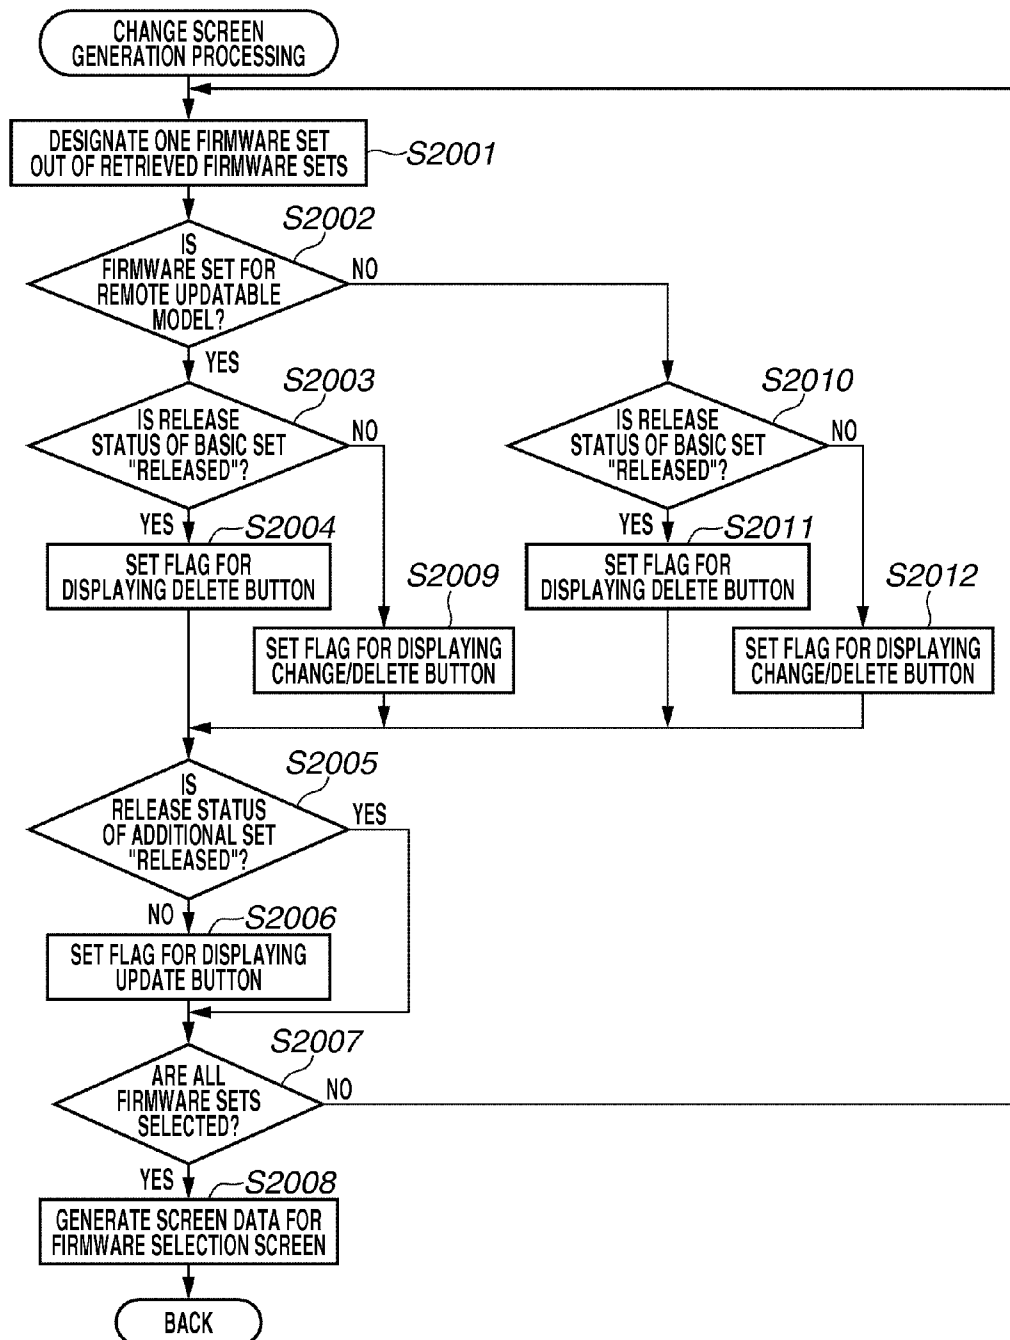 CHANGE SCREEN
GENERATION PROCESSING
DESIGNATE ONE FIRMWARE SET
OUT OF RETRIEVED FIRMWARE SETS
S2001
S2002
IS
FIRMWARE SET FOR
REMOTE UPDATABLE
MODEL?
NO
YES
S2003
IS RELEASE
STATUS OF BASIC SET
"RELEASED"?
NO
YES
S2010
IS RELEASE
STATUS OF BASIC SET
"RELEASED"?
NO
YES
S2004
SET FLAG FOR
DISPLAYING DELETE BUTTON
S2009
SET FLAG FOR DISPLAYING
CHANGE/DELETE BUTTON
S2011
SET FLAG FOR
DISPLAYING DELETE BUTTON
S2012
SET FLAG FOR DISPLAYING
CHANGE/DELETE BUTTON
S2005
IS
RELEASE STATUS
OF ADDITIONAL SET
"RELEASED"?
YES
NO
S2006
SET FLAG FOR DISPLAYING
UPDATE BUTTON
S2007
ARE ALL
FIRMWARE SETS
SELECTED?
NO
YES
S2008
GENERATE SCREEN DATA FOR
FIRMWARE SELECTION SCREEN
BACK